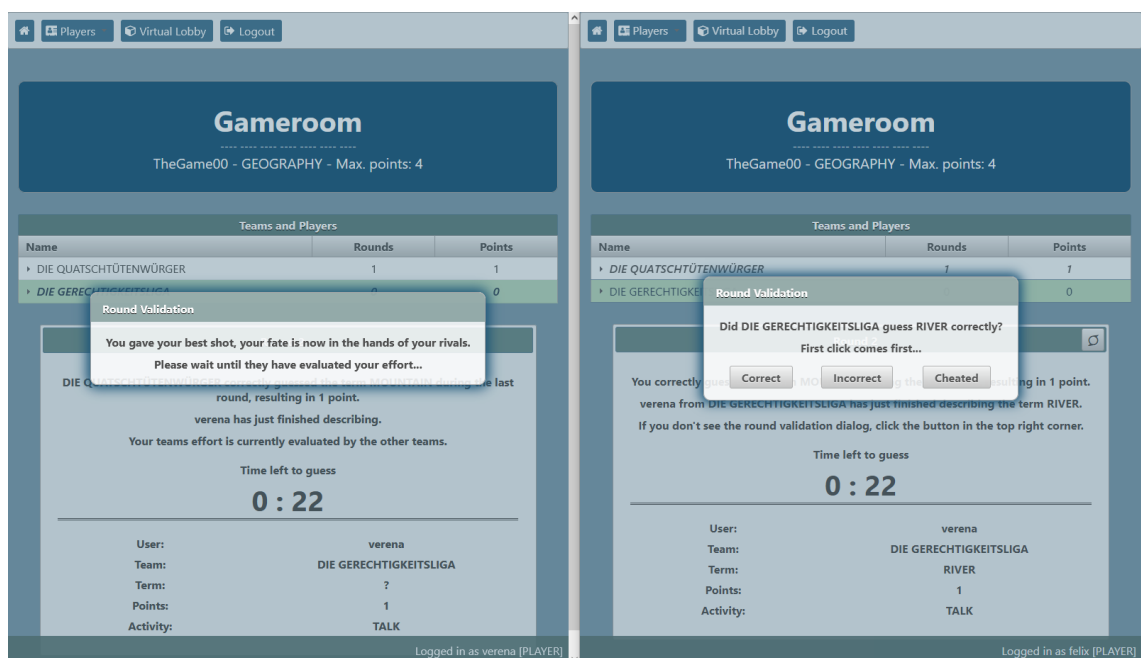 Players
Virtual Lobby
Logout
Gameroom
---- ---- ---- ---- ---- ----
TheGame00 - GEOGRAPHY - Max. points: 4
Teams and Players
Name Rounds Points
DIE QUATSCHTÜTENWÜRGER 1 1
DIE GERECHTIGKEITSLIGA 0 0
Round Validation
You gave your best shot, your fate is now in the hands of your rivals.
Please wait until they have evaluated your effort...
DIE QUATSCHTÜTENWÜRGER correctly guessed the term MOUNTAIN during the last
round, resulting in 1 point.
verena has just finished describing.
Your teams effort is currently evaluated by the other teams.
Time left to guess
0 : 22
User: verena
Team: DIE GERECHTIGKEITSLIGA
Term: ?
Points: 1
Activity: TALK
Logged in as verena [PLAYER]
Players
Virtual Lobby
Logout
Gameroom
---- ---- ---- ---- ---- ----
TheGame00 - GEOGRAPHY - Max. points: 4
Teams and Players
Name Rounds Points
DIE QUATSCHTÜTENWÜRGER 1 1
DIE 0
Round Validation
Did DIE GERECHTIGKEITSLIGA guess RIVER correctly?
First click comes first...
Correct Incorrect Cheated
You correctly in 1 point.
verena from DIE GERECHTIGKEITSLIGA has just finished describing the term RIVER.
If you don't see the round validation dialog, click the button in the top right corner.
Time left to guess
0 : 22
User: verena
Team: DIE GERECHTIGKEITSLIGA
Term: RIVER
Points: 1
Activity: TALK
Logged in as felix [PLAYER]